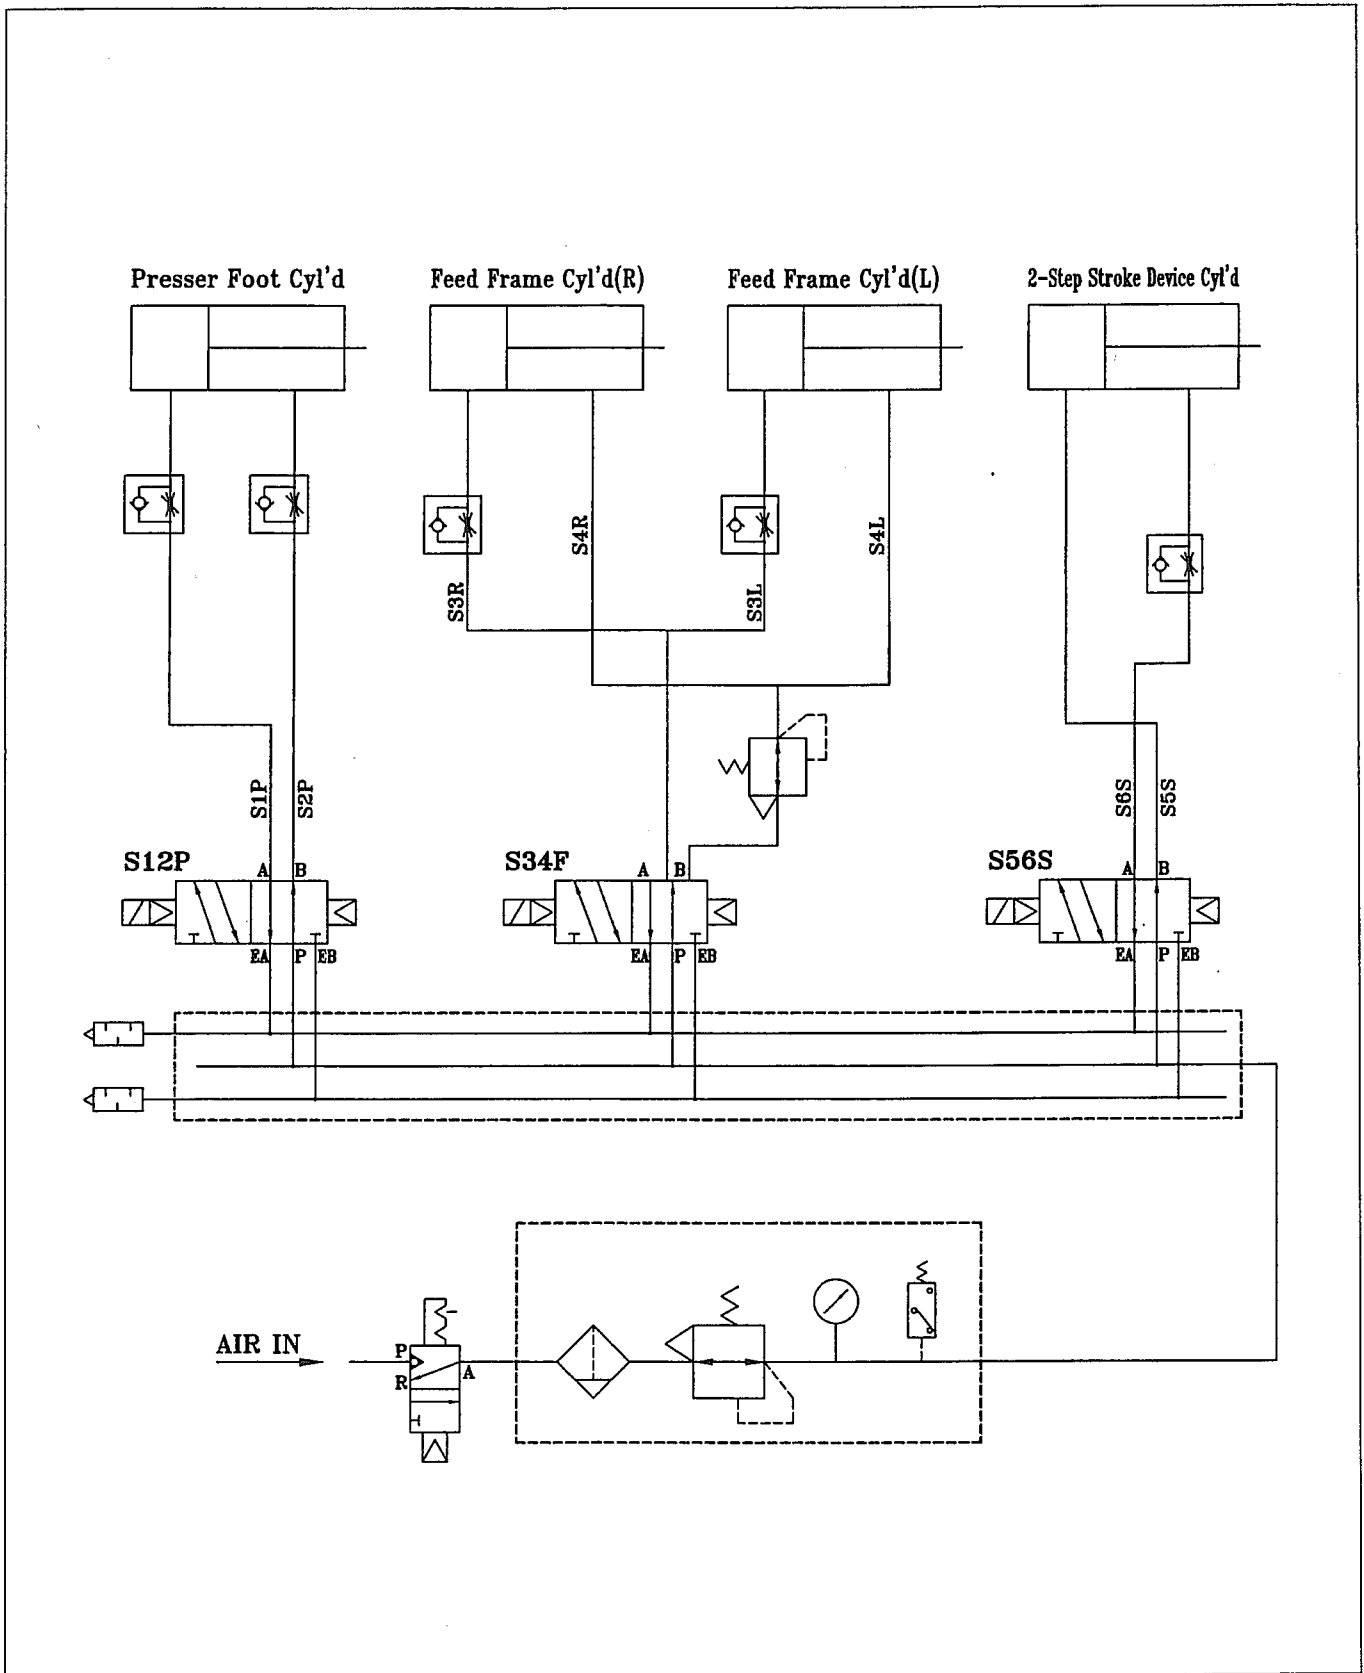 Presser Foot Cyl'd
Feed Frame Cyl'd(R)
Feed Frame Cyl'd(L)
2-Step Stroke Device Cyl'd
S4R
S4L
S3R
S3L
S1P
S2P
S6S
S5S
S12P
A
B
S34F
A
B
S56S
A
B
EA
P
EB
EA
P
EB
EA
P
EB
AIR IN
P
R
A